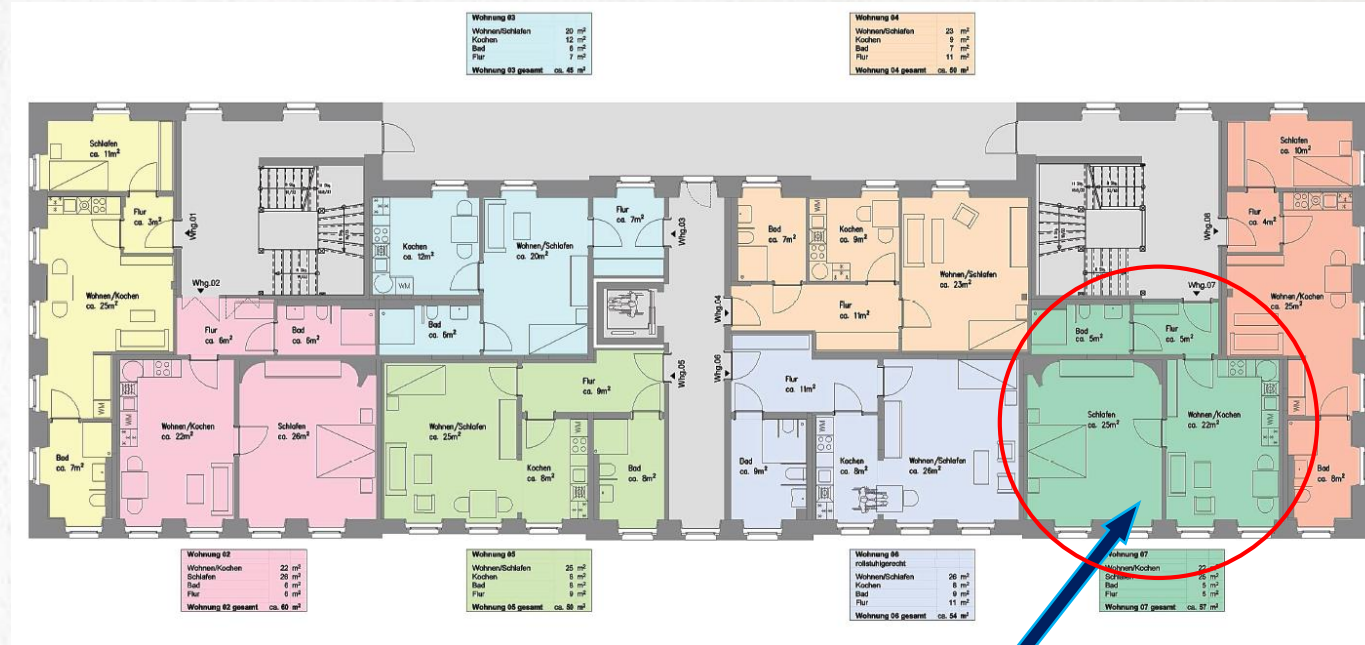 Wohnung 03
Wohnen/Schlafen 20 m²
Kochen 12 m²
Bad 6 m²
Flur 7 m²
Wohnung 03 gesamt ca. 45 m²
Wohnung 04
Wohnen/Schlafen 23 m²
Kochen 9 m²
Bad 7 m²
Flur 11 m²
Wohnung 04 gesamt ca. 50 m²
Schlafen
ca. 11m²
Flur
ca. 3m²
Whg.01
Wohnen/Kochen
ca. 25m²
WM
Bad
ca. 7m²
Whg.02
Flur
ca. 6m²
Bad
ca. 6m²
WM
Wohnen/Kochen
ca. 22m²
Schlafen
ca. 26m²
Kochen
ca. 12m²
WM
Wohnen/Schlafen
ca. 20m²
Flur
ca. 7m²
Bad
ca. 6m²
Whg.03
Whg.04
Whg.05
Whg.06
Flur
ca. 9m²
Wohnen/Schlafen
ca. 25m²
Kochen
ca. 8m²
WM
Bad
ca. 8m²
Bad
ca. 7m²
Kochen
ca. 9m²
WM
Wohnen/Schlafen
ca. 23m²
Flur
ca. 11m²
Flur
ca. 11m²
Bad
ca. 9m²
WM
Kochen
ca. 8m²
Wohnen/Schlafen
ca. 26m²
Whg.07
Bad
ca. 5m²
Flur
ca. 5m²
Schlafen
ca. 25m²
Wohnen/Kochen
ca. 22m²
WM
Whg.08
Schlafen
ca. 10m²
Flur
ca. 4m²
Wohnen/Kochen
ca. 25m²
WM
Bad
ca. 8m²
Wohnung 02
Wohnen/Kochen 22 m²
Schlafen 26 m²
Bad 6 m²
Flur 6 m²
Wohnung 02 gesamt ca. 60 m²
Wohnung 05
Wohnen/Schlafen 25 m²
Kochen 8 m²
Bad 8 m²
Flur 9 m²
Wohnung 05 gesamt ca. 50 m²
Wohnung 06
rollstuhlgerecht
Wohnen/Schlafen 26 m²
Kochen 8 m²
Bad 9 m²
Flur 11 m²
Wohnung 06 gesamt ca. 54 m²
Wohnung 07
Wohnen/Kochen 22 m²
Schlafen 25 m²
Bad 5 m²
Flur 5 m²
Wohnung 07 gesamt ca. 57 m²